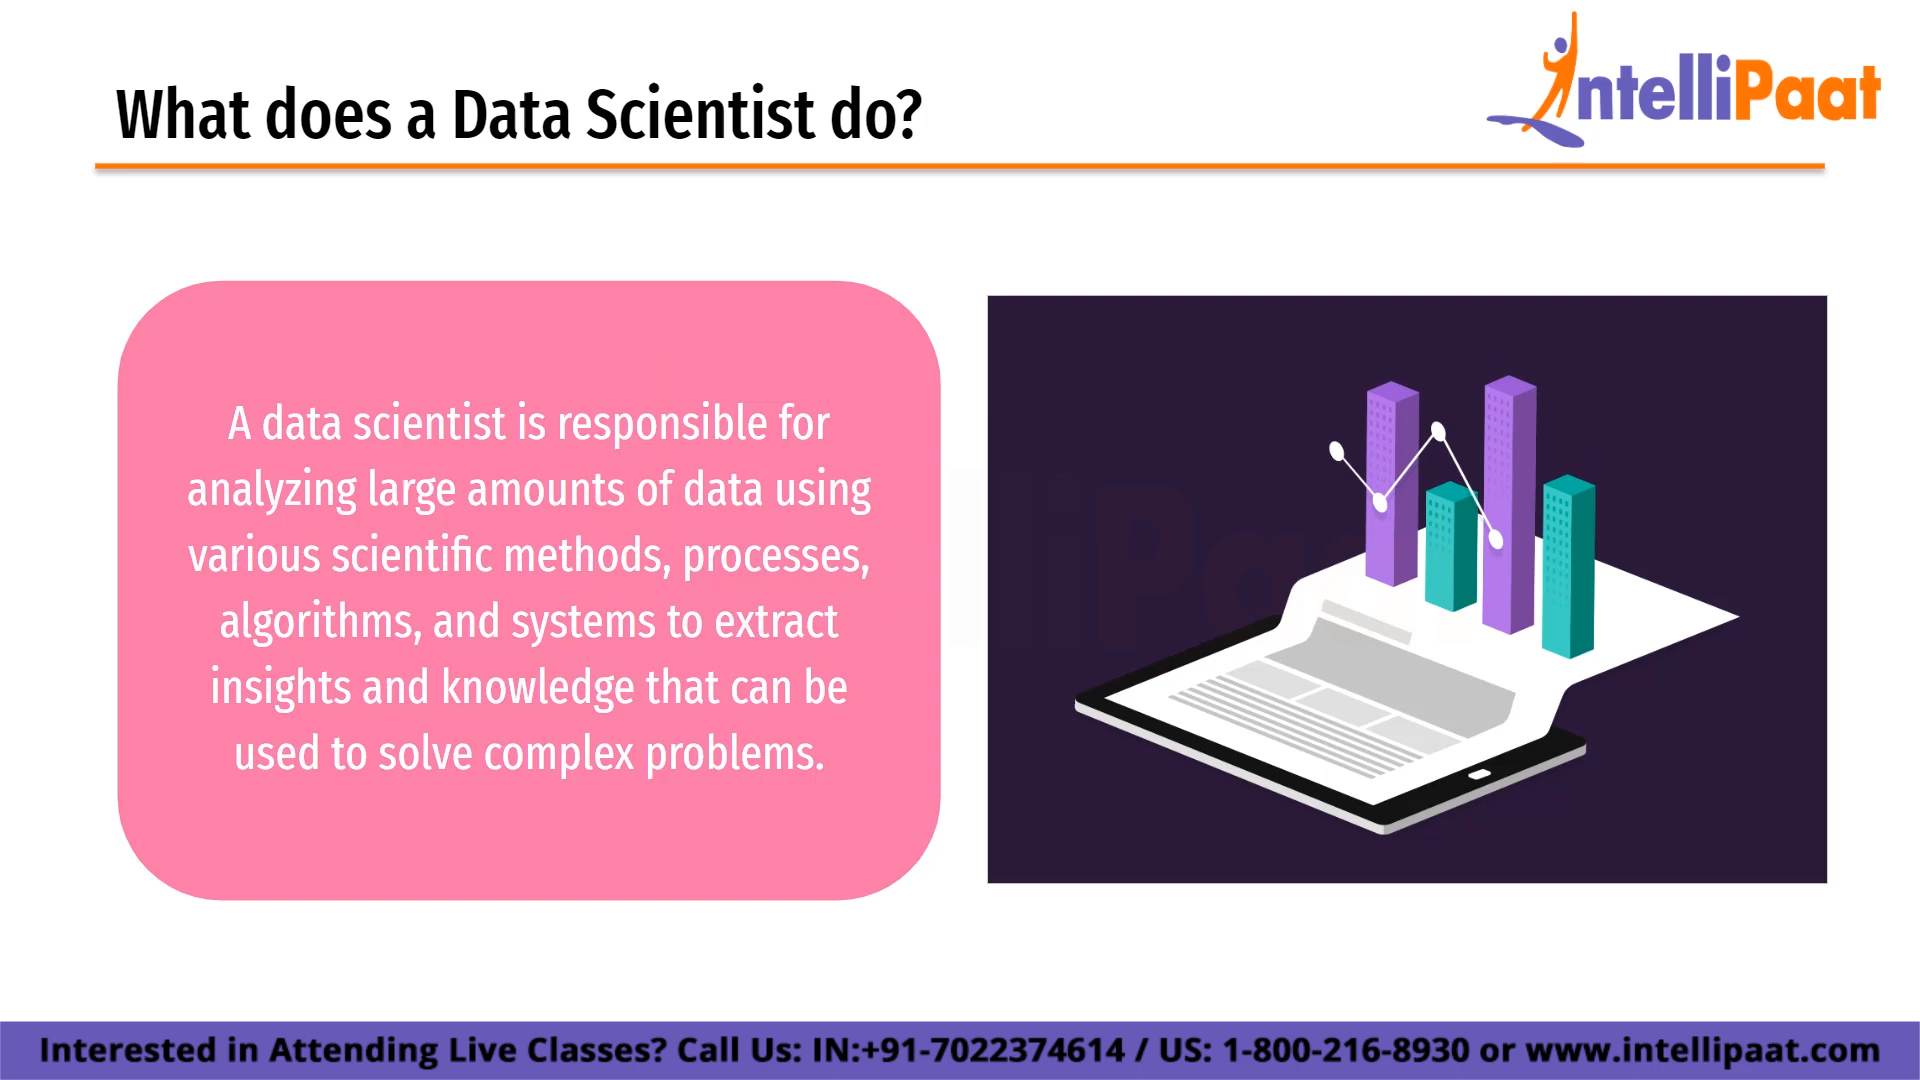 What does a Data Scientist do?
IntelliPaat
A data scientist is responsible for
analyzing large amounts of data using
various scientific methods, processes,
algorithms, and systems to extract
insights and knowledge that can be
used to solve complex problems.
Interested in Attending Live Classes? Call Us: IN:+91-7022374614 / US: 1-800-216-8930 or www.intellipaat.com